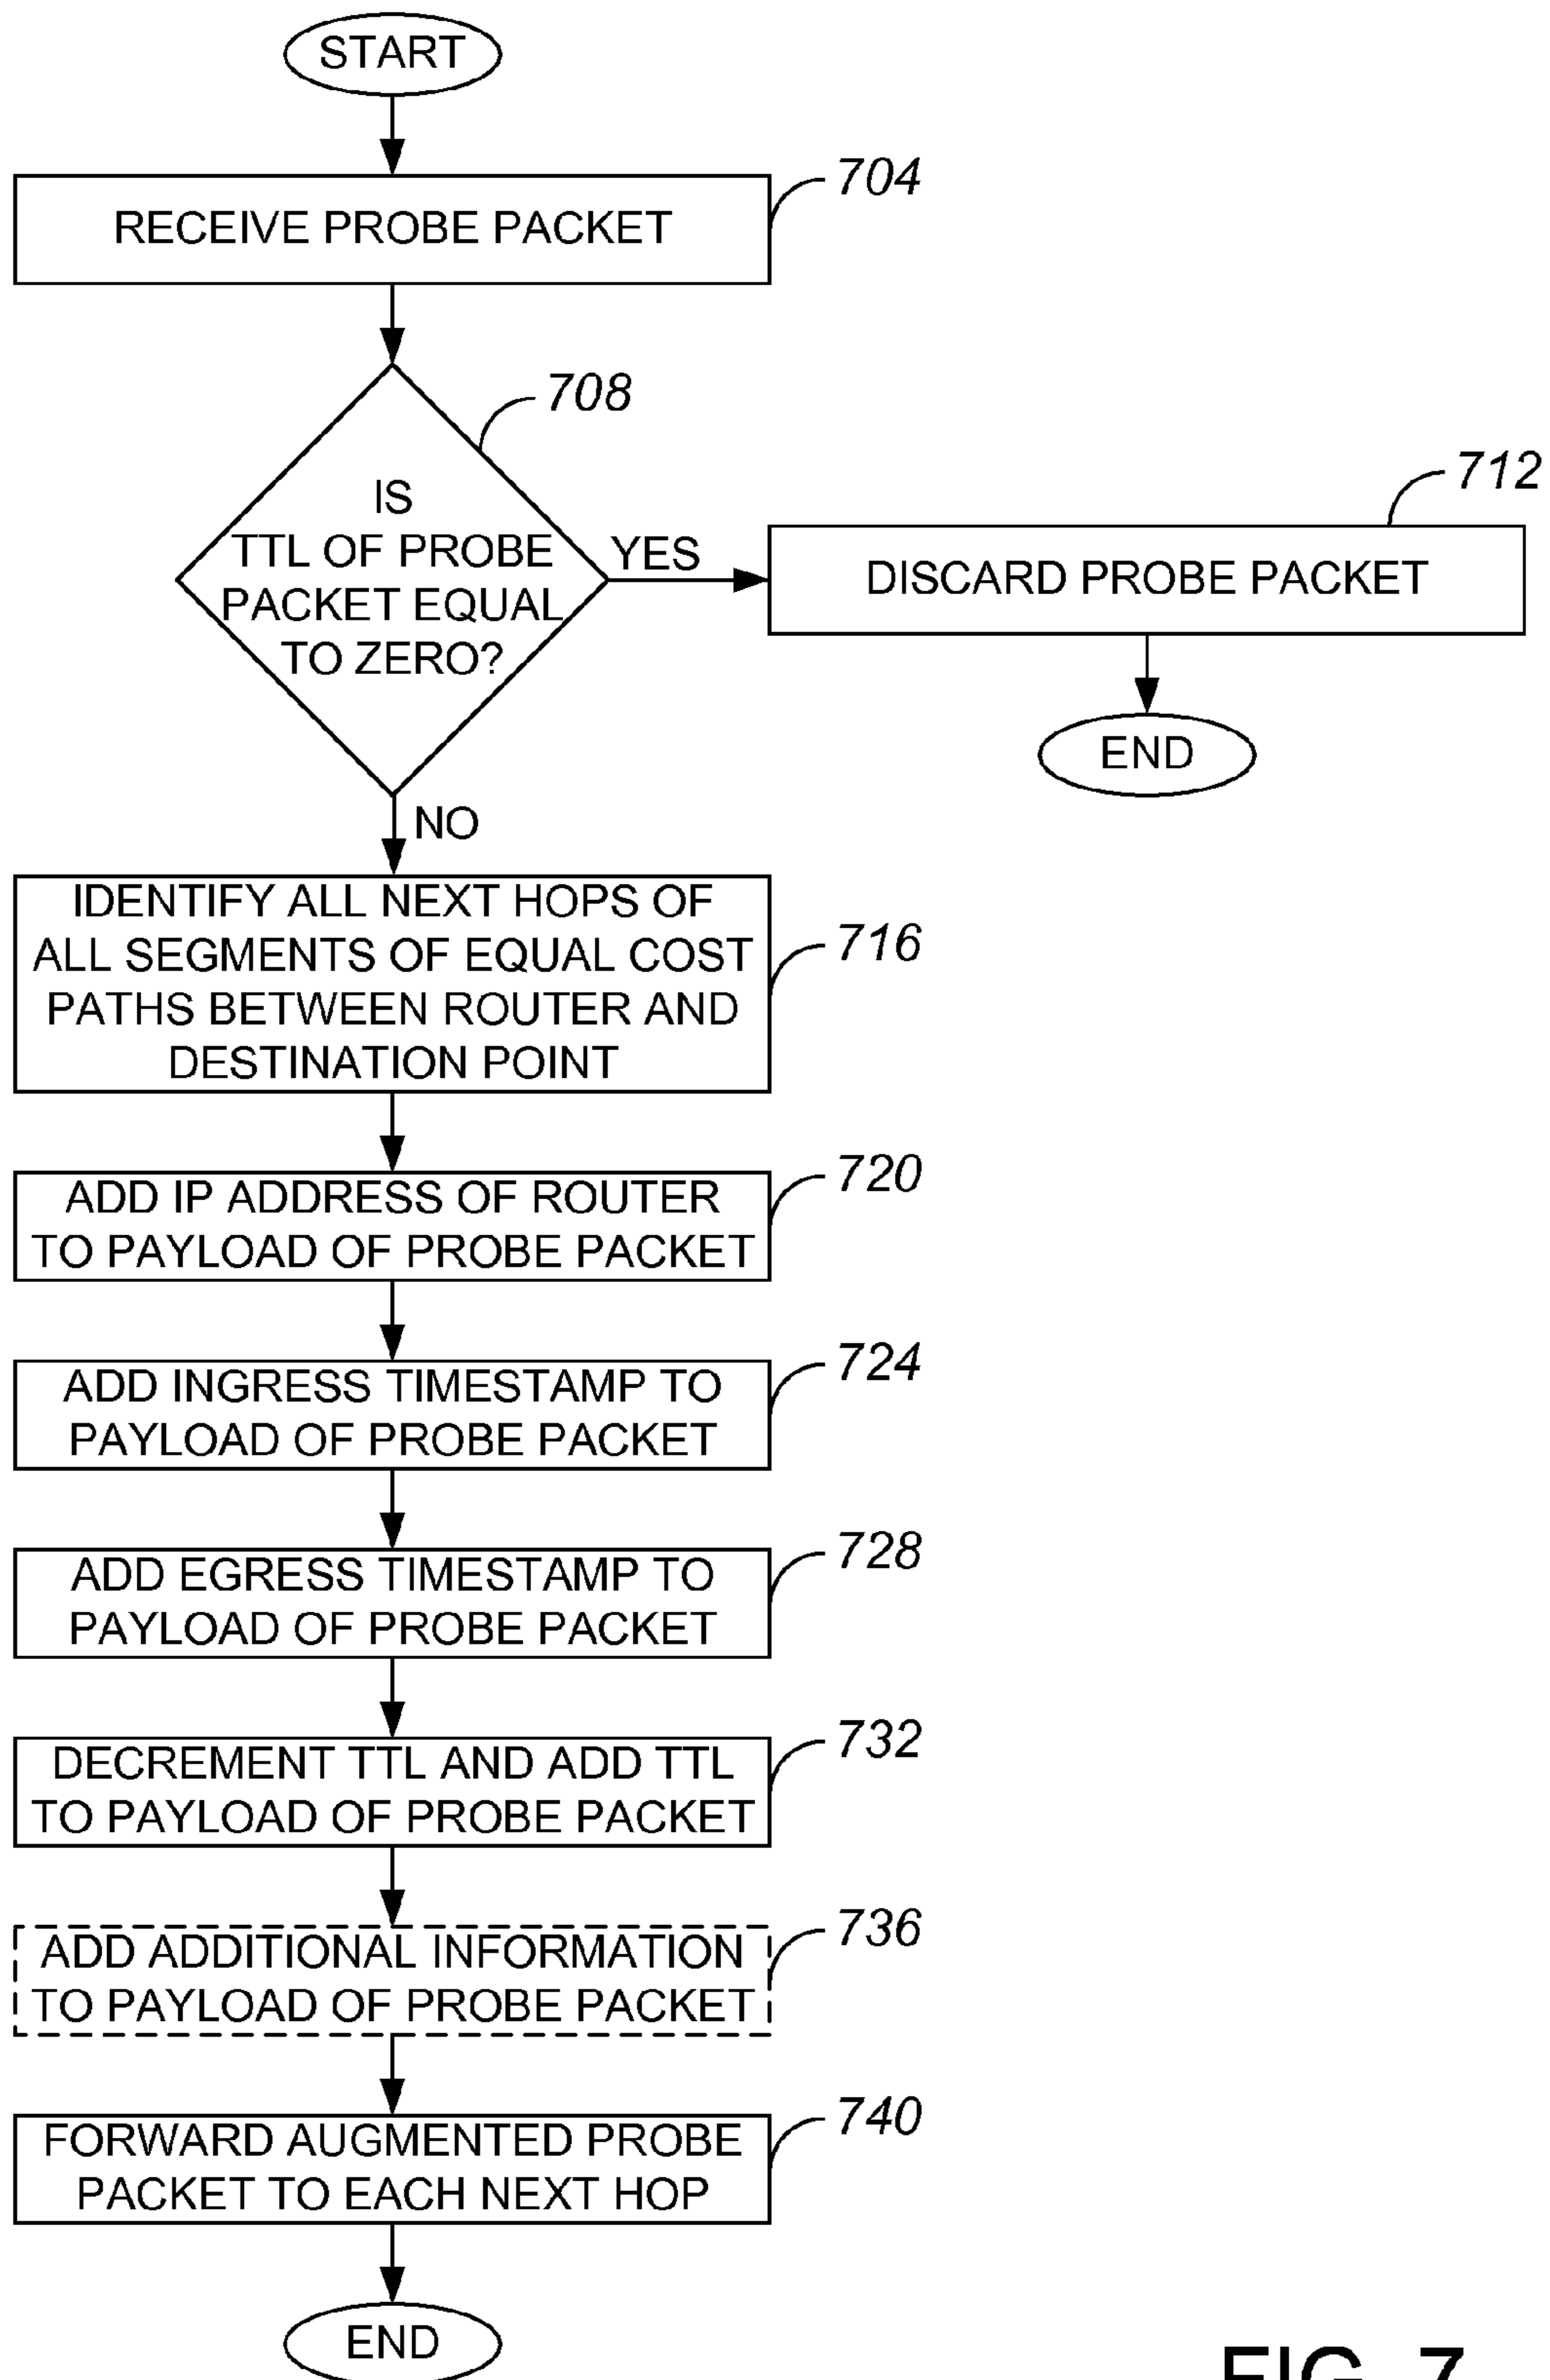 START
704
RECEIVE PROBE PACKET
708
IS
TTL OF PROBE
PACKET EQUAL
TO ZERO?
YES
712
DISCARD PROBE PACKET
END
NO
IDENTIFY ALL NEXT HOPS OF
ALL SEGMENTS OF EQUAL COST
PATHS BETWEEN ROUTER AND
DESTINATION POINT
716
ADD IP ADDRESS OF ROUTER
TO PAYLOAD OF PROBE PACKET
720
ADD INGRESS TIMESTAMP TO
PAYLOAD OF PROBE PACKET
724
ADD EGRESS TIMESTAMP TO
PAYLOAD OF PROBE PACKET
728
DECREMENT TTL AND ADD TTL
TO PAYLOAD OF PROBE PACKET
732
ADD ADDITIONAL INFORMATION
TO PAYLOAD OF PROBE PACKET
736
FORWARD AUGMENTED PROBE
PACKET TO EACH NEXT HOP
740
END
FIG. 7